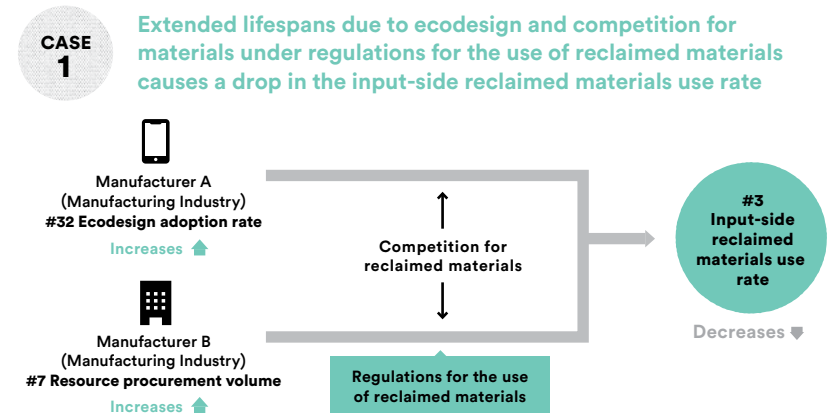 CASE
1
Extended lifespans due to ecodesign and competition for
materials under regulations for the use of reclaimed materials
causes a drop in the input-side reclaimed materials use rate
Manufacturer A
(Manufacturing Industry)
#32 Ecodesign adoption rate
Increases
Competition for
reclaimed materials
Manufacturer B
(Manufacturing Industry)
#7 Resource procurement volume
Increases
Regulations for the use
of reclaimed materials
#3
Input-side
reclaimed
materials use
rate
Decreases